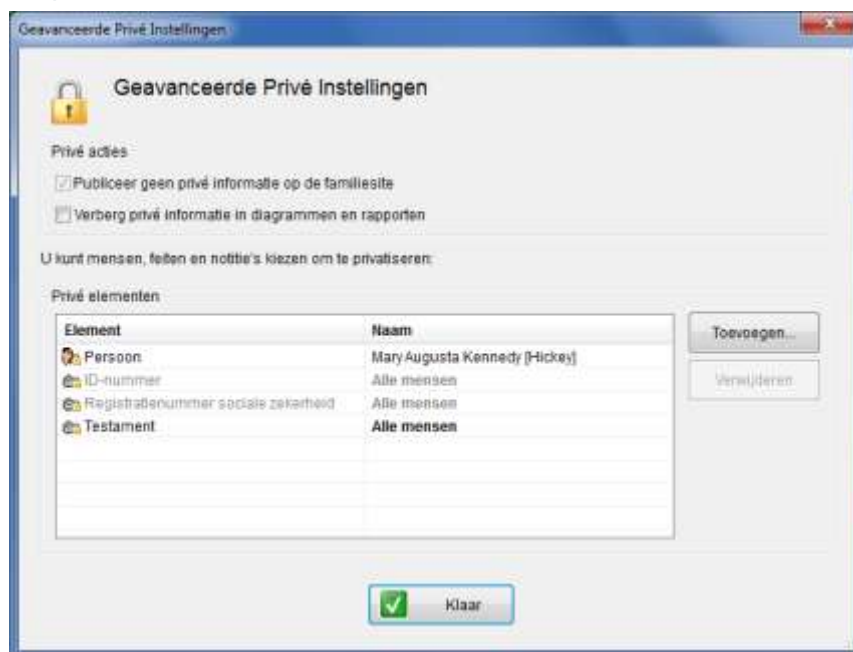 Geavanceerde Privé Instellingen
Geavanceerde Privé Instellingen
Privé acties
Publiceer geen privé informatie op de familiesite
Verberg privé informatie in diagrammen en rapporten
U kunt mensen, feiten en notitie's kiezen om te privatiseren:
Privé elementen
Element Naam
Toevoegen...
Persoon Mary Augusta Kennedy [Hickey]
ID-nummer Alle mensen
Verwijderen
Registratienummer sociale zekerheid Alle mensen
Testament Alle mensen
Klaar